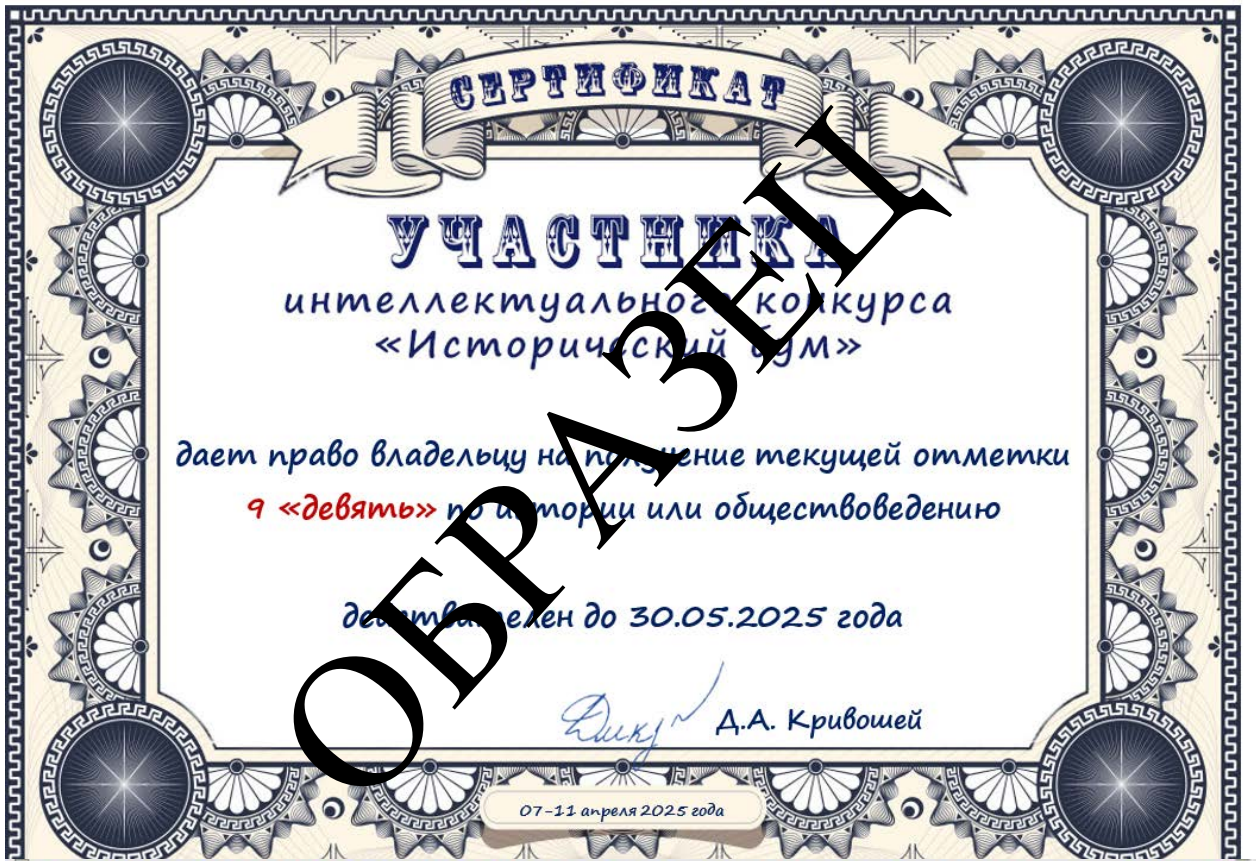 СЕРТИФИКАТ
УЧАСТНИКА
интеллектуального конкурса
«Исторический бум»
дает право владельцу на получение текущей отметки
9 «девять» по истории или обществоведению
действителен до 30.05.2025 года
Д.А. Кривошей
07-11 апреля 2025 года
ОБРАЗЕЦ